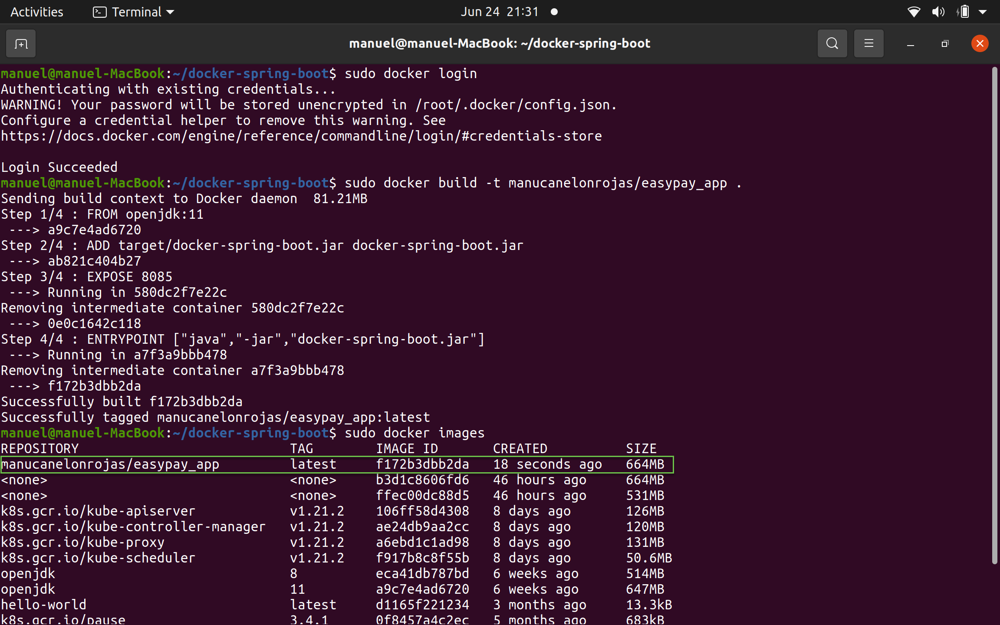 Activities Terminal Jun 24 21:31
manuel@manuel-MacBook: ~/docker-spring-boot
manuel@manuel-MacBook:~/docker-spring-boot$ sudo docker login
Authenticating with existing credentials...
WARNING! Your password will be stored unencrypted in /root/.docker/config.json.
Configure a credential helper to remove this warning. See
https://docs.docker.com/engine/reference/commandline/login/#credentials-store

Login Succeeded
manuel@manuel-MacBook:~/docker-spring-boot$ sudo docker build -t manucanelonrojas/easypay_app .
Sending build context to Docker daemon  81.21MB
Step 1/4 : FROM openjdk:11
 ---> a9c7e4ad6720
Step 2/4 : ADD target/docker-spring-boot.jar docker-spring-boot.jar
 ---> ab821c404b27
Step 3/4 : EXPOSE 8085
 ---> Running in 580dc2f7e22c
Removing intermediate container 580dc2f7e22c
 ---> 0e0c1642c118
Step 4/4 : ENTRYPOINT ["java","-jar","docker-spring-boot.jar"]
 ---> Running in a7f3a9bbb478
Removing intermediate container a7f3a9bbb478
 ---> f172b3dbb2da
Successfully built f172b3dbb2da
Successfully tagged manucanelonrojas/easypay_app:latest
manuel@manuel-MacBook:~/docker-spring-boot$ sudo docker images
REPOSITORY                           TAG        IMAGE ID       CREATED          SIZE
manucanelonrojas/easypay_app         latest     f172b3dbb2da   18 seconds ago   664MB
<none>                               <none>     b3d1c8606fd6   46 hours ago     664MB
<none>                               <none>     ffec00dc88d5   46 hours ago     531MB
k8s.gcr.io/kube-apiserver            v1.21.2    106ff58d4308   8 days ago       126MB
k8s.gcr.io/kube-controller-manager   v1.21.2    ae24db9aa2cc   8 days ago       120MB
k8s.gcr.io/kube-proxy                v1.21.2    a6ebd1c1ad98   8 days ago       131MB
k8s.gcr.io/kube-scheduler            v1.21.2    f917b8c8f55b   8 days ago       50.6MB
openjdk                              8          eca41db787bd   6 weeks ago      514MB
openjdk                              11         a9c7e4ad6720   6 weeks ago      647MB
hello-world                          latest     d1165f221234   3 months ago     13.3kB
k8s.gcr.io/pause                     3.4.1      0f8457a4c2ec   5 months ago     683kB